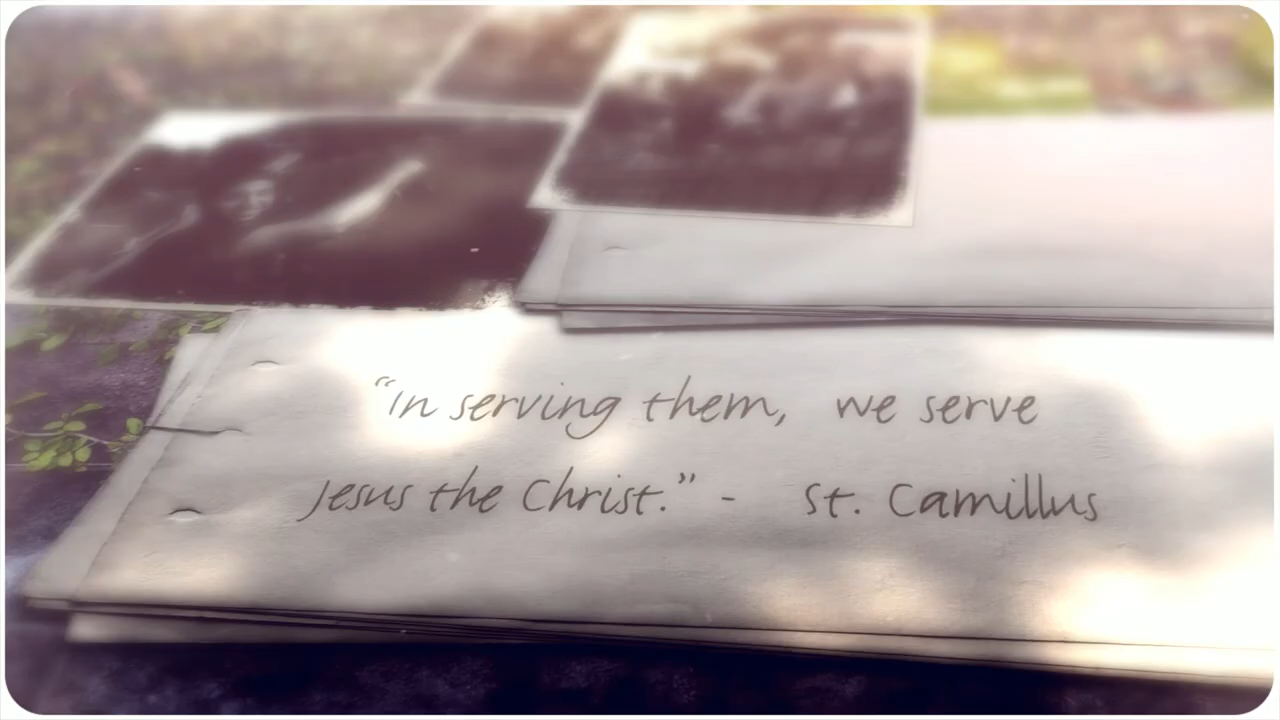 “In serving them, we serve
Jesus the Christ.” - St. Camillus